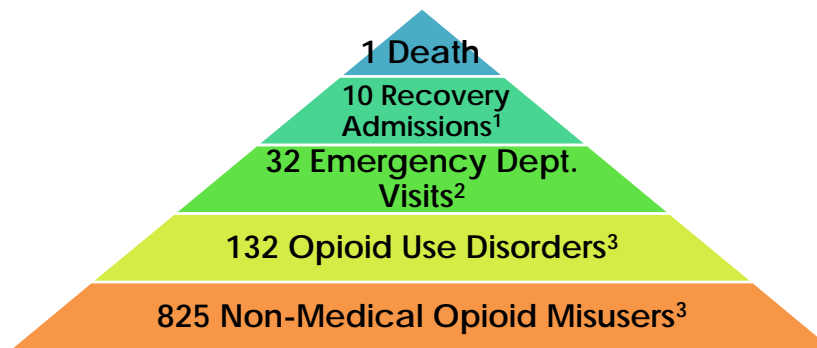 1 Death
10 Recovery
Admissions¹
32 Emergency Dept.
Visits²
132 Opioid Use Disorders³
825 Non-Medical Opioid Misusers³